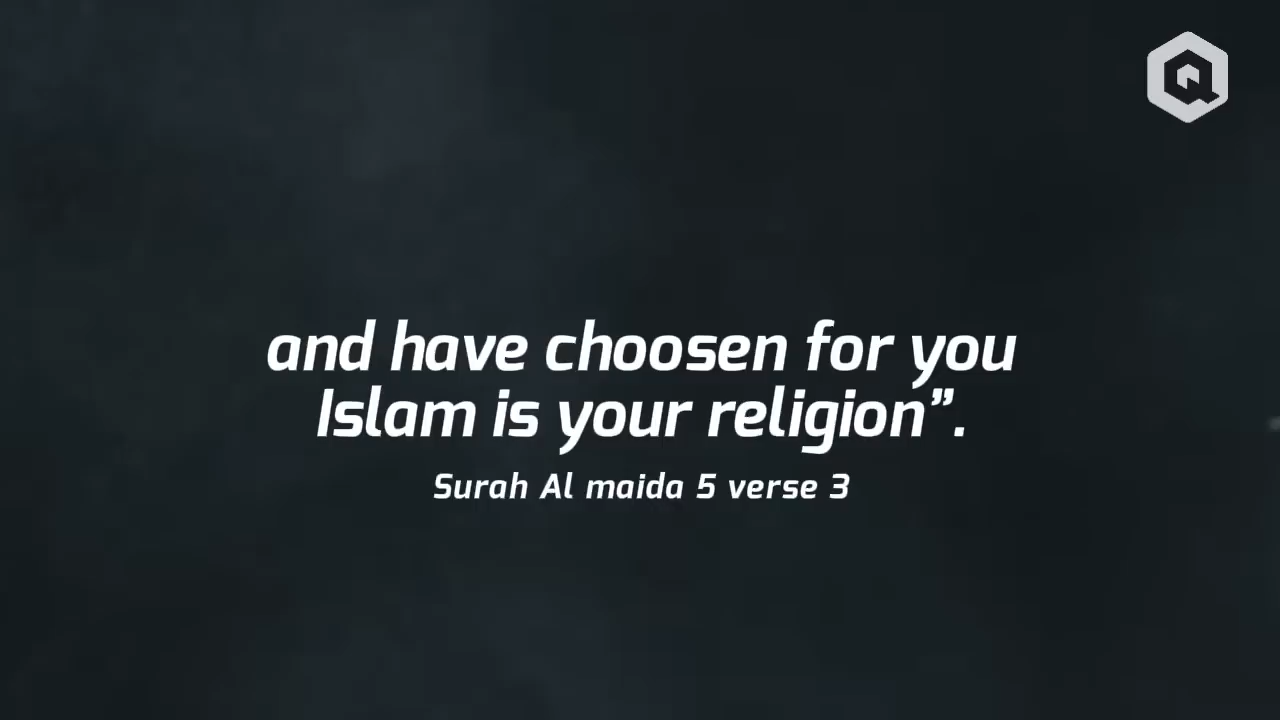 and have choosen for you
Islam is your religion”.
Surah Al maida 5 verse 3